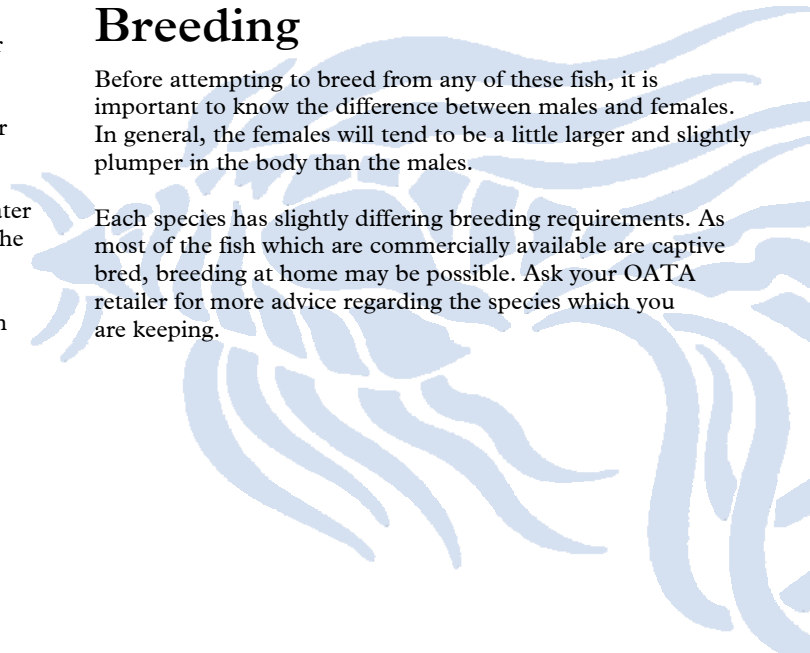 Breeding
Before attempting to breed from any of these fish, it is
important to know the difference between males and females.
In general, the females will tend to be a little larger and slightly
plumper in the body than the males.
Each species has slightly differing breeding requirements. As
most of the fish which are commercially available are captive
bred, breeding at home may be possible. Ask your OATA
retailer for more advice regarding the species which you
are keeping.